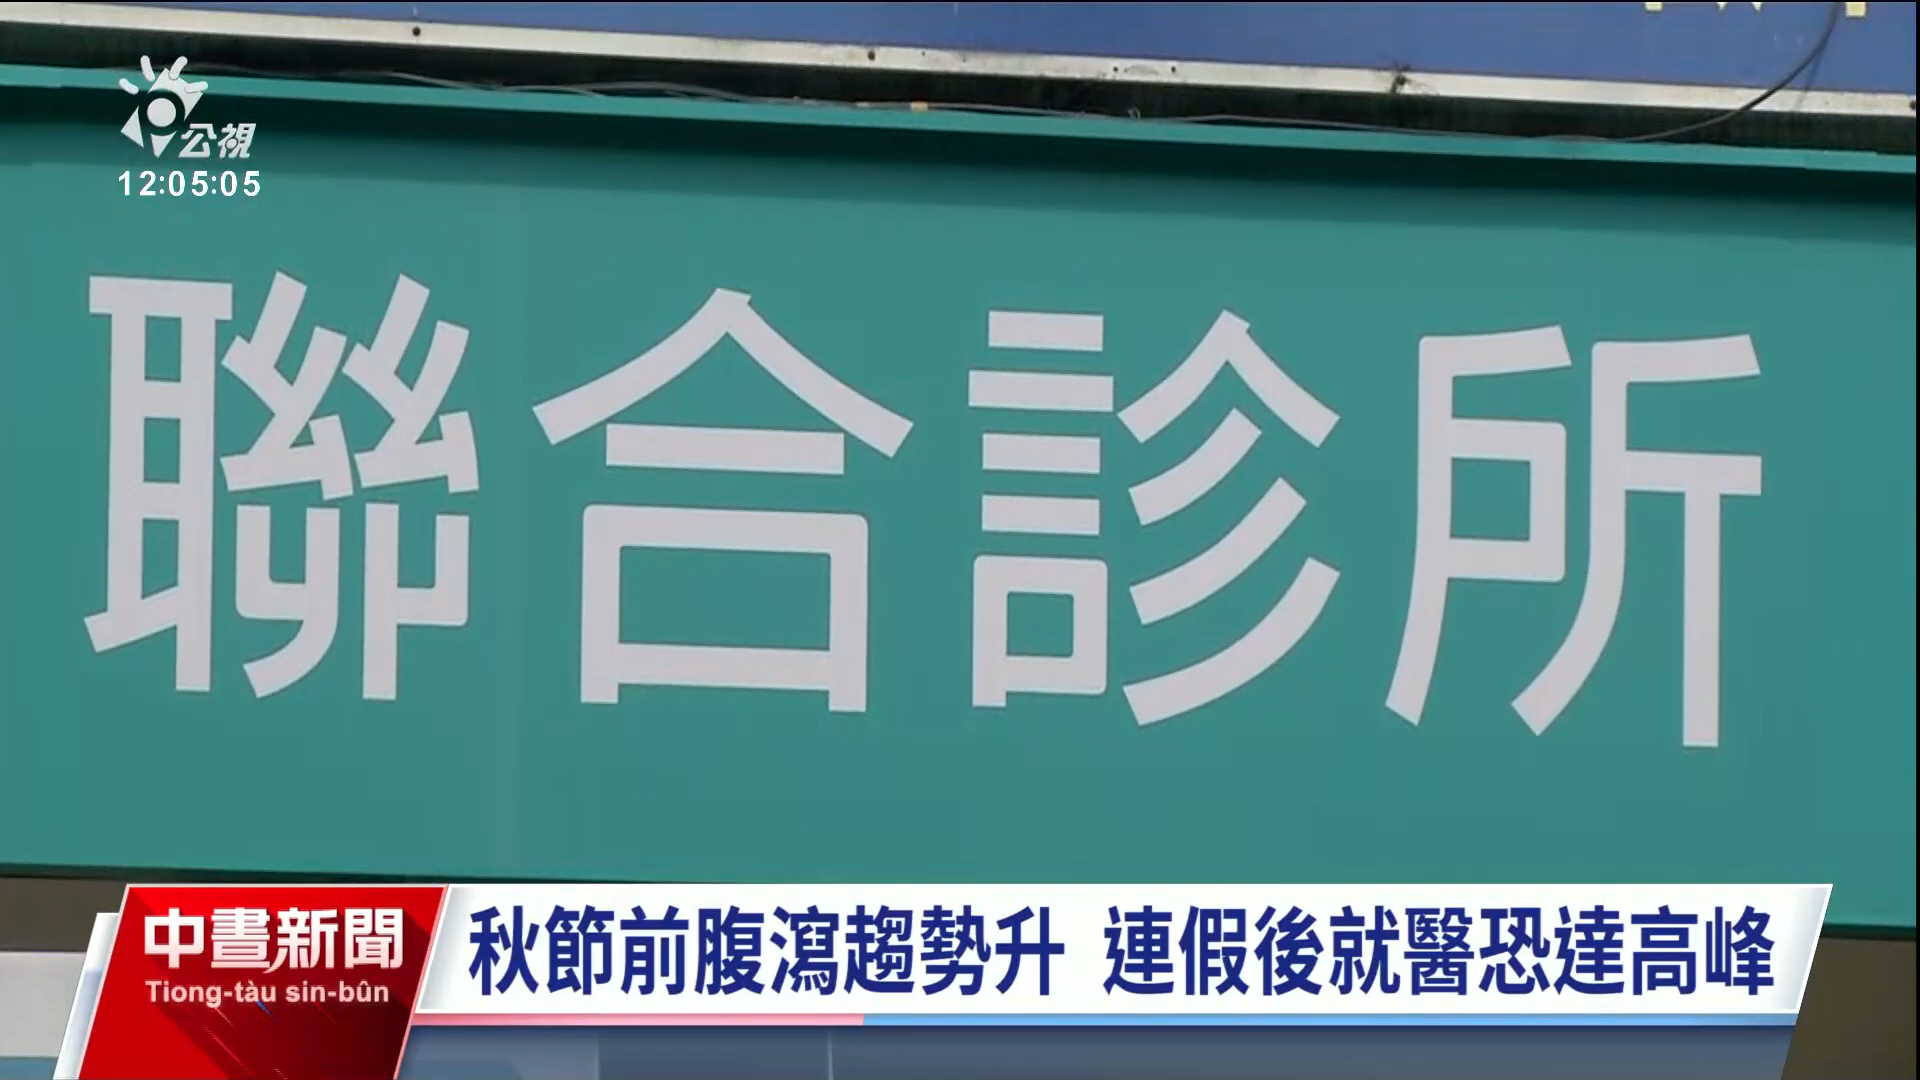 公視
12:05:05
聯合診所
中晝新聞
Tiong-tàu sin-bûn
秋節前腹瀉趨勢升 連假後就醫恐達高峰